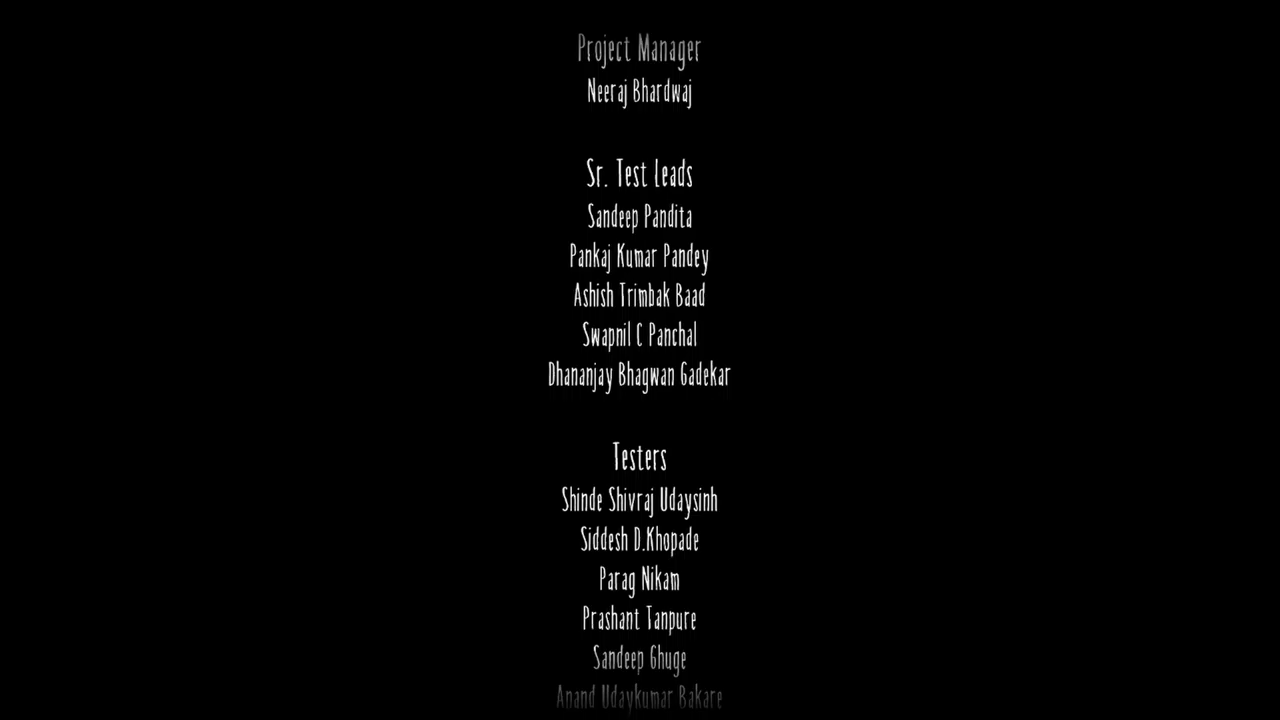 Project Manager
Neeraj Bhardwaj
Sr. Test Leads
Sandeep Pandita
Pankaj Kumar Pandey
Ashish Trimbak Baad
Swapnil C Panchal
Dhananjay Bhagwan Gadekar
Testers
Shinde Shivraj Udaysinh
Siddesh D.Khopade
Parag Nikam
Prashant Tanpure
Sandeep Ghuge
Anand Udaykumar Bakare